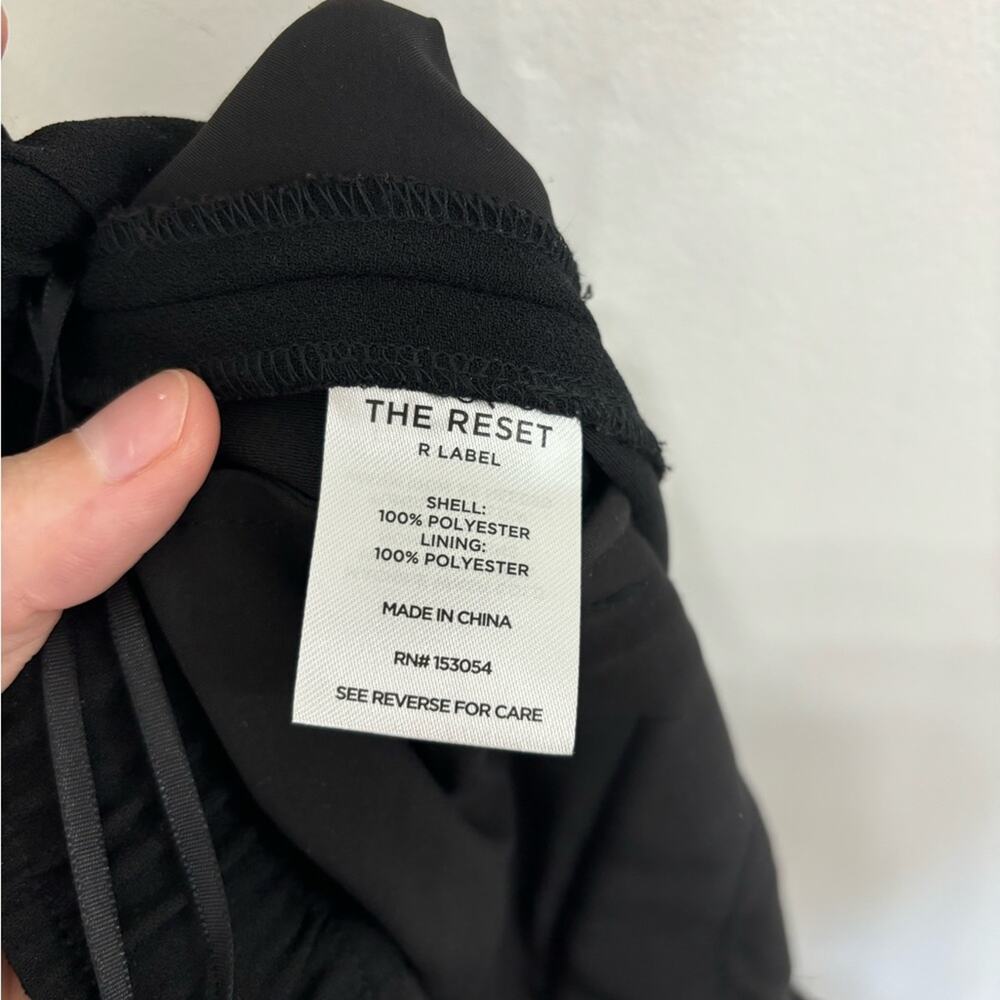 THE RESET
R LABEL
SHELL:
100% POLYESTER
LINING:
100% POLYESTER
MADE IN CHINA
RN# 153054
SEE REVERSE FOR CARE